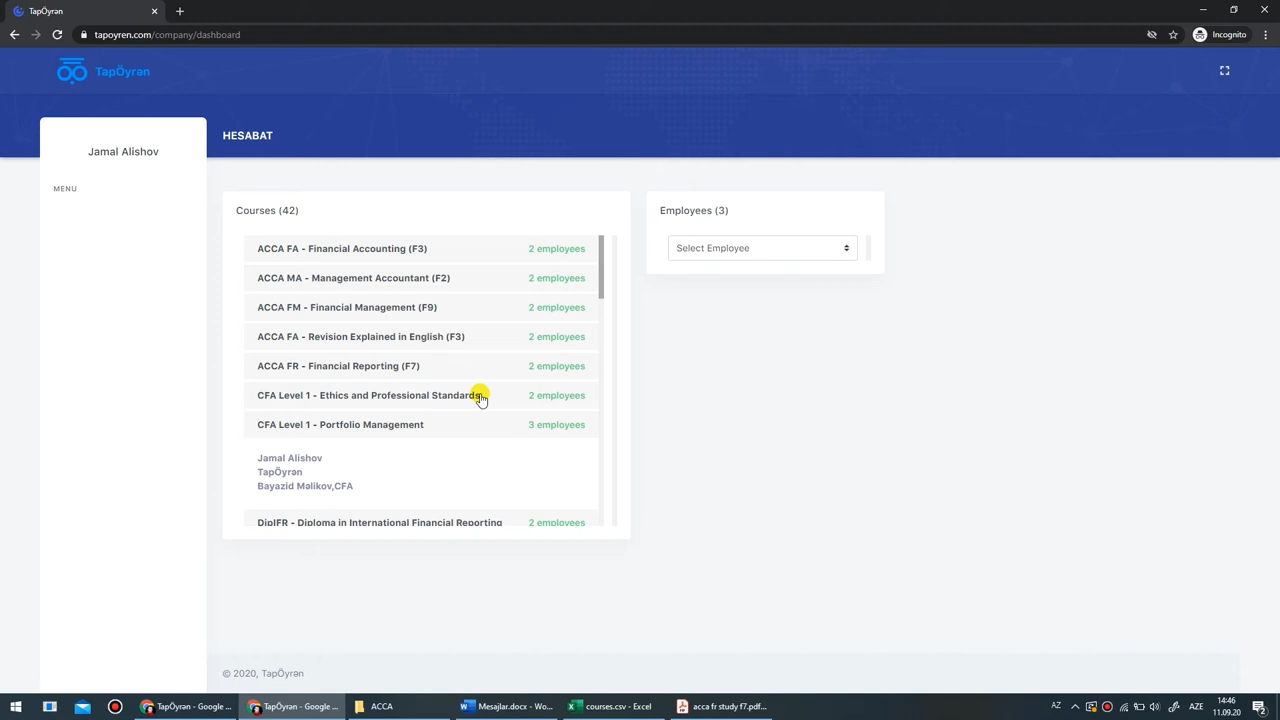 TapÖyrən
tapoyren.com/company/dashboard
Incognito
TapÖyrən
HESABAT
Jamal Alishov
MENU
Courses (42)
ACCA FA - Financial Accounting (F3) 2 employees
ACCA MA - Management Accountant (F2) 2 employees
ACCA FM - Financial Management (F9) 2 employees
ACCA FA - Revision Explained in English (F3) 2 employees
ACCA FR - Financial Reporting (F7) 2 employees
CFA Level 1 - Ethics and Professional Standards 2 employees
CFA Level 1 - Portfolio Management 3 employees
Jamal Alishov
TapÖyrən
Bayazid Məlikov,CFA
DipIFR - Diploma in International Financial Reporting 2 employees
Employees (3)
Select Employee
© 2020, TapÖyrən
TapÖyrən - Google ...
TapÖyrən - Google ...
ACCA
Mesajlar.docx - Wo...
courses.csv - Excel
acca fr study f7.pdf...
AZ
AZE
14:46
11.09.20